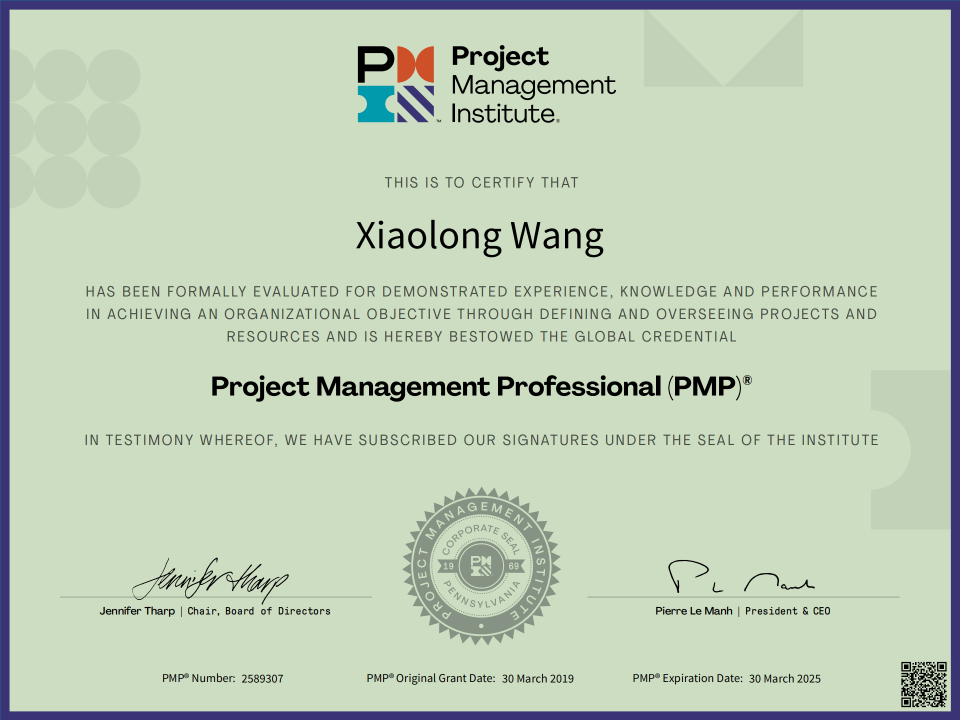 PM
Project
Management
Institute.
THIS IS TO CERTIFY THAT
Xiaolong Wang
HAS BEEN FORMALLY EVALUATED FOR DEMONSTRATED EXPERIENCE, KNOWLEDGE AND PERFORMANCE
IN ACHIEVING AN ORGANIZATIONAL OBJECTIVE THROUGH DEFINING AND OVERSEEING PROJECTS AND
RESOURCES AND IS HEREBY BESTOWED THE GLOBAL CREDENTIAL
Project Management Professional (PMP)®
IN TESTIMONY WHEREOF, WE HAVE SUBSCRIBED OUR SIGNATURES UNDER THE SEAL OF THE INSTITUTE
PROJECT MANAGEMENT INSTITUTE
CORPORATE SEAL
19 PM 69
PENNSYLVANIA
Jennifer Tharp
Jennifer Tharp | Chair, Board of Directors
Pierre Le Manh | President & CEO
PMP® Number: 2589307
PMP® Original Grant Date: 30 March 2019
PMP® Expiration Date: 30 March 2025